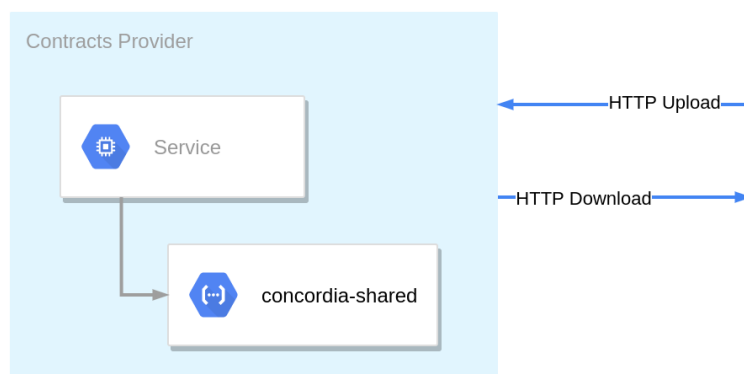 Contracts Provider
HTTP Upload
Service
HTTP Download
concordia-shared